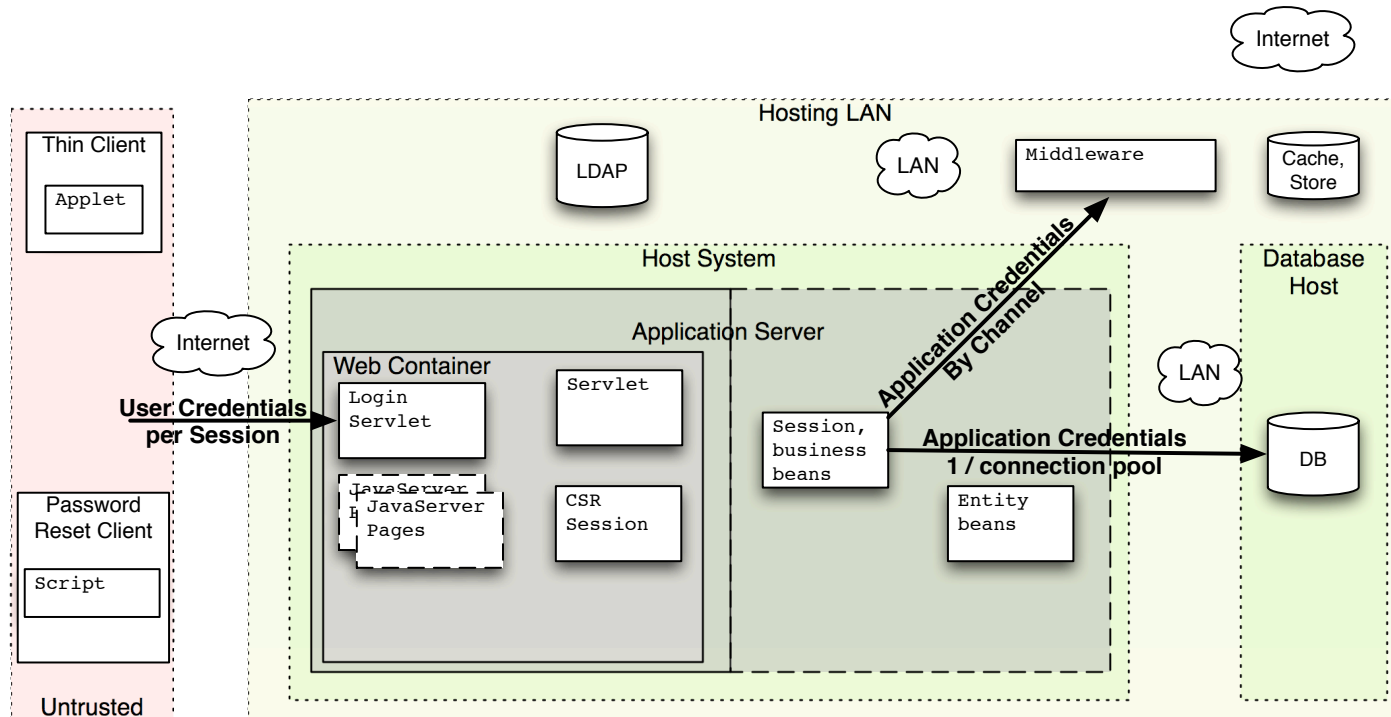 Internet
Hosting LAN
Thin Client
Applet
LDAP
LAN
Middleware
Cache,
Store
Host System
Database
Host
Application Credentials
By Channel
Internet
Application Server
Web Container
LAN
User Credentials
per Session
Login
Servlet
Servlet
Session,
business
beans
Application Credentials
1 / connection pool
DB
Password
Reset Client
Script
JavaServer
JavaServer
Pages
CSR
Session
Entity
beans
Untrusted